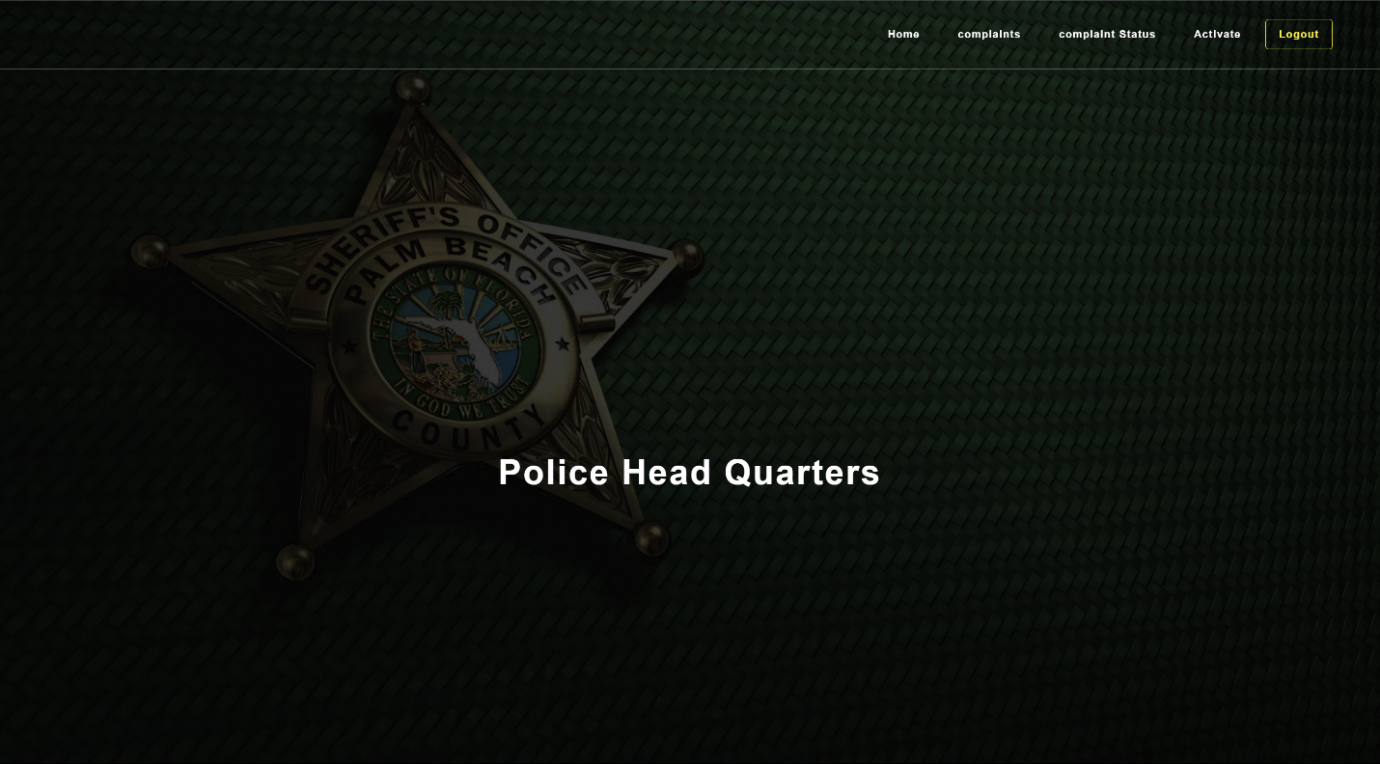 Home complaints complaint Status Activate Logout
SHERIFF'S OFFICE
PALM BEACH
THE STATE OF FLORIDA
IN GOD WE TRUST
COUNTY
Police Head Quarters